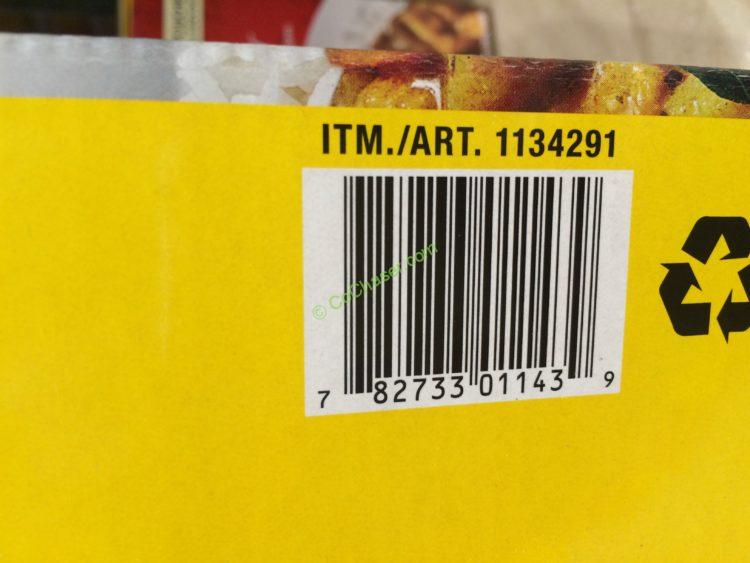 ITM./ART. 1134291
© CoChaser.com
7 82733 01143 9